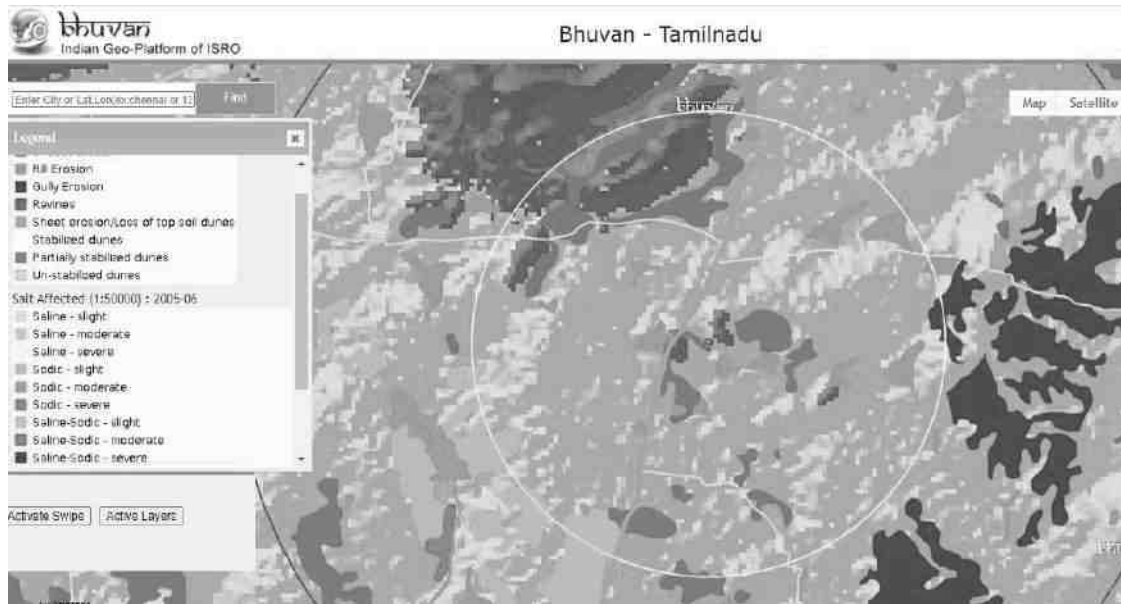 bhuvan
Indian Geo-Platform of ISRO
Bhuvan - Tamilnadu
Find
bhuvan
Map Satellite
Legend
Rill Erosion
Gully Erosion
Ravines
Sheet erosion/Loss of top soil dunes
Stabilized dunes
Partially stabilized dunes
Un-stabilized dunes
Salt Affected (1:50000) : 2005-06
Saline - slight
Saline - moderate
Saline - severe
Sodic - slight
Sodic - moderate
Sodic - severe
Saline-Sodic - slight
Saline-Sodic - moderate
Saline-Sodic - severe
Activate Swipe Active Layers